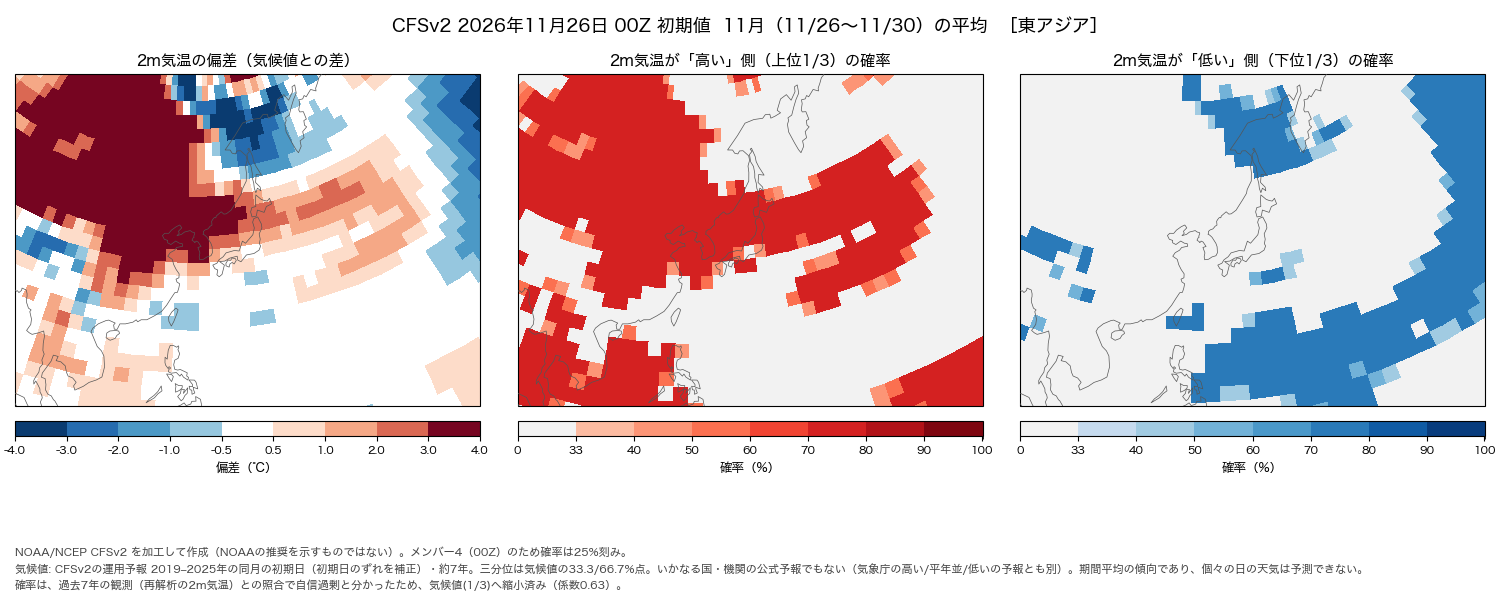 CFSv2 2026年11月26日 00Z 初期値  11月（11/26～11/30）の平均  ［東アジア］
2m気温の偏差（気候値との差）
2m気温が「高い」側（上位1/3）の確率
2m気温が「低い」側（下位1/3）の確率
-4.0 -3.0 -2.0 -1.0 -0.5 0.5 1.0 2.0 3.0 4.0
偏差（℃）
0 33 40 50 60 70 80 90 100
確率（%）
0 33 40 50 60 70 80 90 100
確率（%）
NOAA/NCEP CFSv2 を加工して作成（NOAAの推奨を示すものではない）。メンバー4（00Z）のため確率は25%刻み。
気候値: CFSv2の運用予報 2019–2025年の同月の初期日（初期日のずれを補正）・約7年。三分位は気候値の33.3/66.7%点。いかなる国・機関の公式予報でもない（気象庁の高い/平年並/低いの予報とも別）。期間平均の傾向であり、個々の日の天気は予測できない。
確率は、過去7年の観測（再解析の2m気温）との照合で自信過剰と分かったため、気候値(1/3)へ縮小済み（係数0.63）。